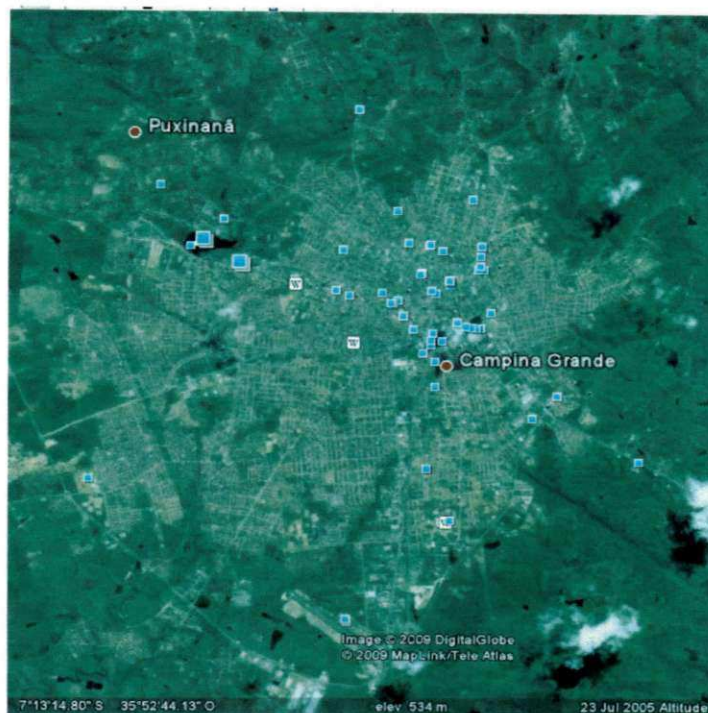 Puxinanã
W
W
Campina Grande
Image © 2009 DigitalGlobe
© 2009 MapLink/Tele Atlas
7°13'14.80" S 35°52'44.13" O elev 534 m 23 Jul 2005 Altitude